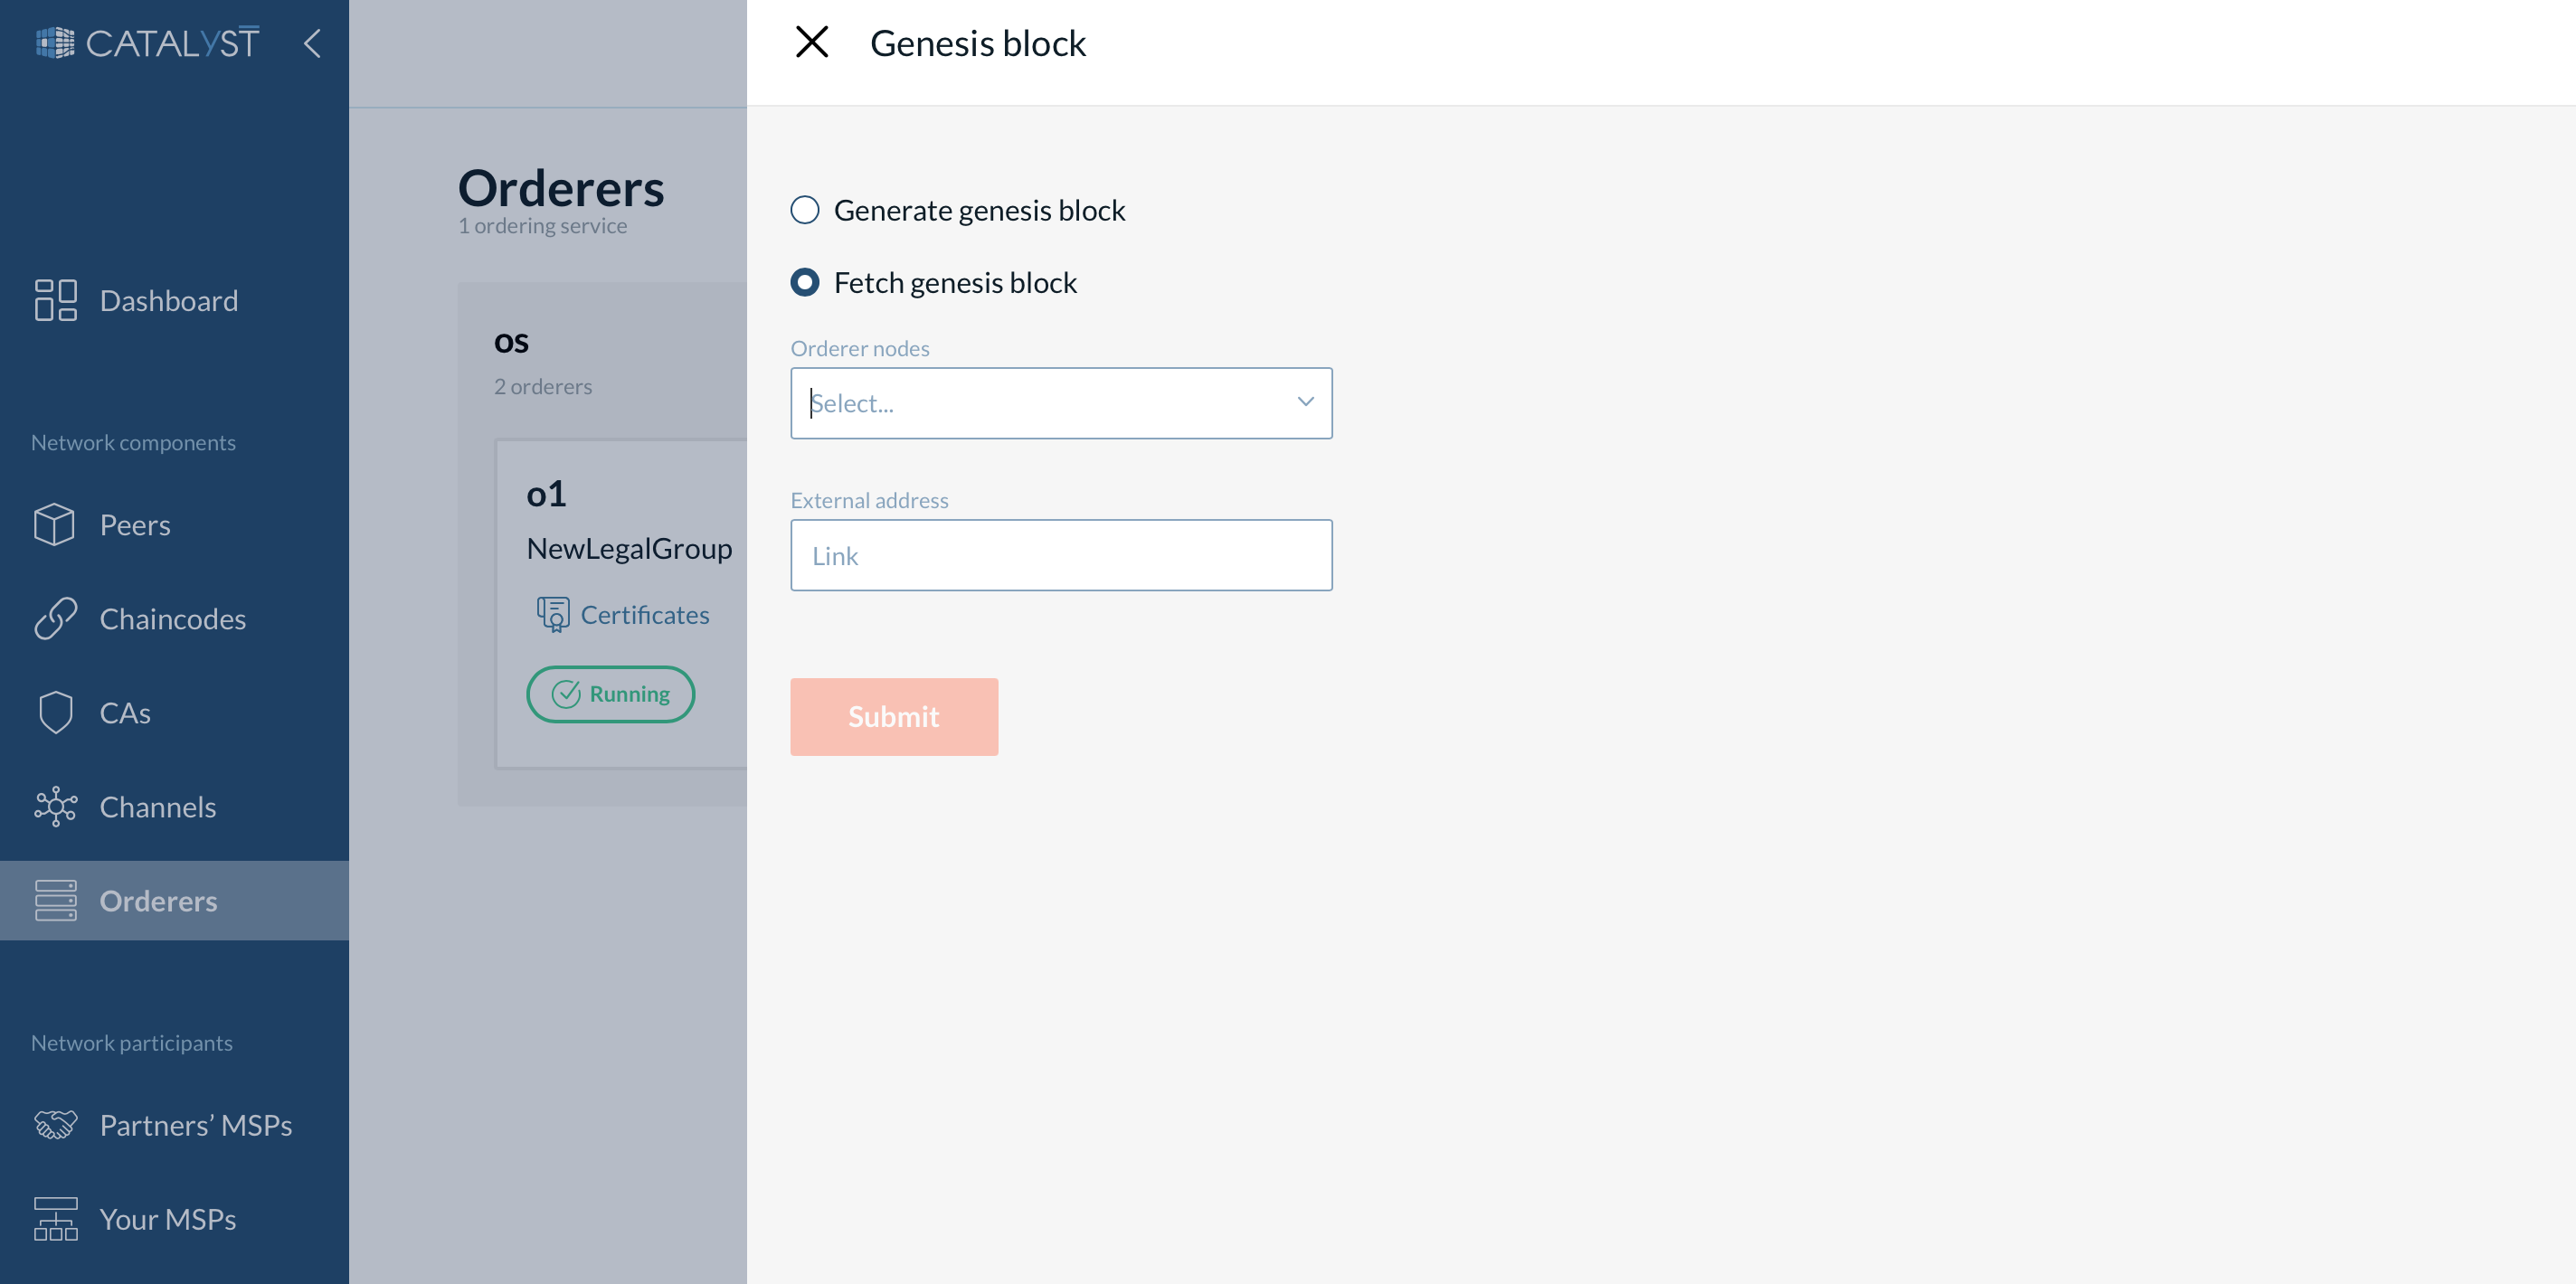 CATALYST
Dashboard
Network components
Peers
Chaincodes
CAs
Channels
Orderers
Network participants
Partners’ MSPs
Your MSPs
Orderers
1 ordering service
os
2 orderers
o1
NewLegalGroup
Certificates
Running
Genesis block
Generate genesis block
Fetch genesis block
Orderer nodes
Select...
External address
Link
Submit